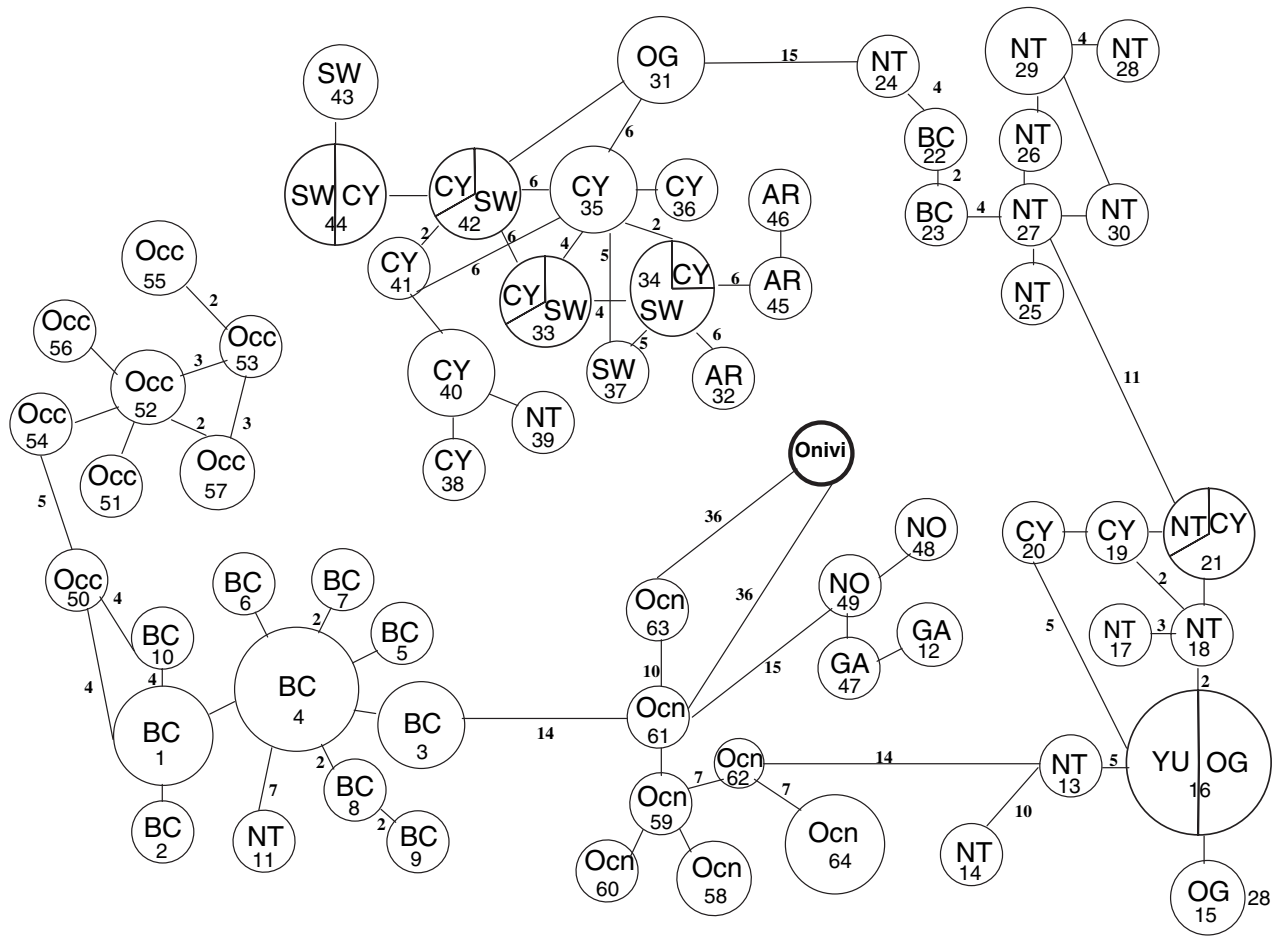 OG
31
15
NT
24
4
NT
29
4
NT
28
SW
43
BC
22
NT
26
6
2
SW CY
44
CY SW
42
6
CY
35
CY
36
AR
46
BC
23
4
NT
27
NT
30
2
6
6
4
5
2
34 CY
SW
6
AR
45
NT
25
CY
41
CY SW
33
4
Occ
55
2
Occ
56
Occ
53
3
Occ
52
2
3
Occ
54
Occ
51
Occ
57
5
SW
37
6
AR
32
CY
40
NT
39
CY
38
11
Onivi
36
36
5
Occ
50
4
4
BC
10
4
BC
1
BC
2
BC
6
BC
7
2
BC
5
BC
4
BC
3
14
2
7
BC
8
2
BC
9
NT
11
Ocn
63
10
Ocn
61
15
NO
49
NO
48
GA
47
GA
12
Ocn
59
7
Ocn
62
14
7
Ocn
64
Ocn
60
Ocn
58
CY
20
CY
19
NT CY
21
2
NT
17
3
NT
18
5
2
NT
13
5
10
NT
14
YU OG
16
OG
15
28